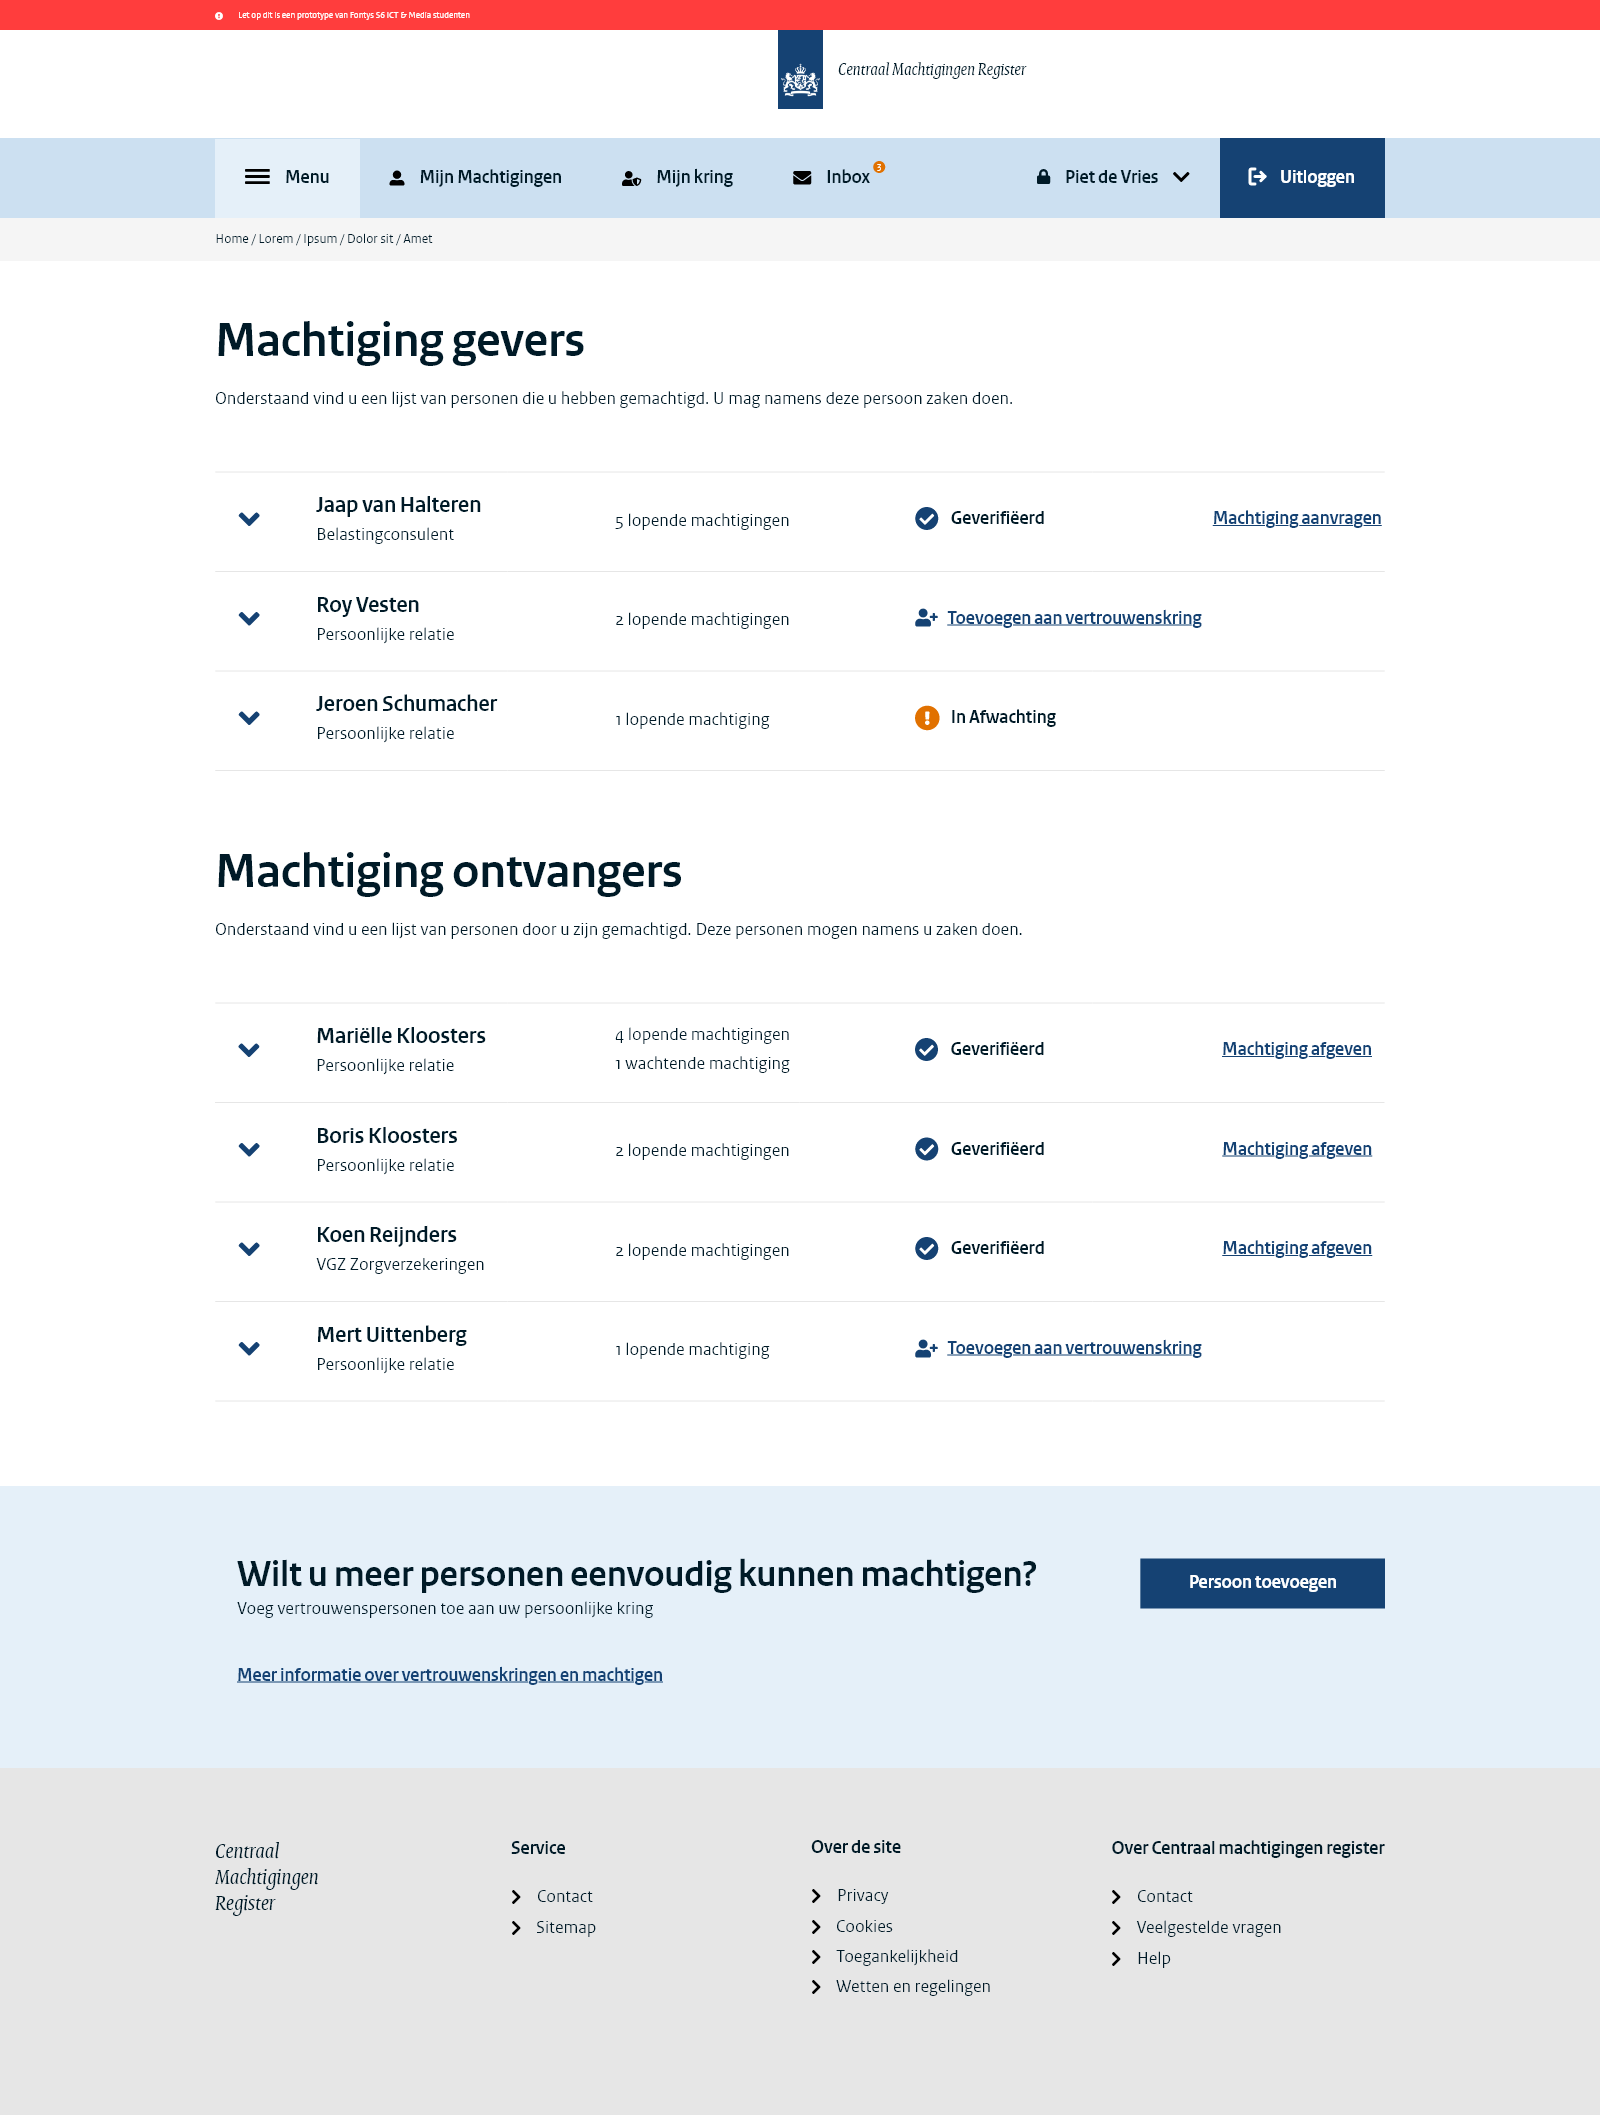 Let op dit is een prototype van Fontys S6 ICT & Media studenten
Centraal Machtigingen Register
Menu
Mijn Machtigingen
Mijn kring
Inbox
3
Piet de Vries
Uitloggen
Home / Lorem / Ipsum / Dolor sit / Amet
Machtiging gevers
Onderstaand vind u een lijst van personen die u hebben gemachtigd. U mag namens deze persoon zaken doen.
Jaap van Halteren
Belastingconsulent
5 lopende machtigingen
Geverifiëerd
Machtiging aanvragen
Roy Vesten
Persoonlijke relatie
2 lopende machtigingen
Toevoegen aan vertrouwenskring
Jeroen Schumacher
Persoonlijke relatie
1 lopende machtiging
In Afwachting
Machtiging ontvangers
Onderstaand vind u een lijst van personen door u zijn gemachtigd. Deze personen mogen namens u zaken doen.
Mariëlle Kloosters
Persoonlijke relatie
4 lopende machtigingen
1 wachtende machtiging
Geverifiëerd
Machtiging afgeven
Boris Kloosters
Persoonlijke relatie
2 lopende machtigingen
Geverifiëerd
Machtiging afgeven
Koen Reijnders
VGZ Zorgverzekeringen
2 lopende machtigingen
Geverifiëerd
Machtiging afgeven
Mert Uittenberg
Persoonlijke relatie
1 lopende machtiging
Toevoegen aan vertrouwenskring
Wilt u meer personen eenvoudig kunnen machtigen?
Voeg vertrouwenspersonen toe aan uw persoonlijke kring
Persoon toevoegen
Meer informatie over vertrouwenskringen en machtigen
Centraal
Machtigingen
Register
Service
Contact
Sitemap
Over de site
Privacy
Cookies
Toegankelijkheid
Wetten en regelingen
Over Centraal machtigingen register
Contact
Veelgestelde vragen
Help